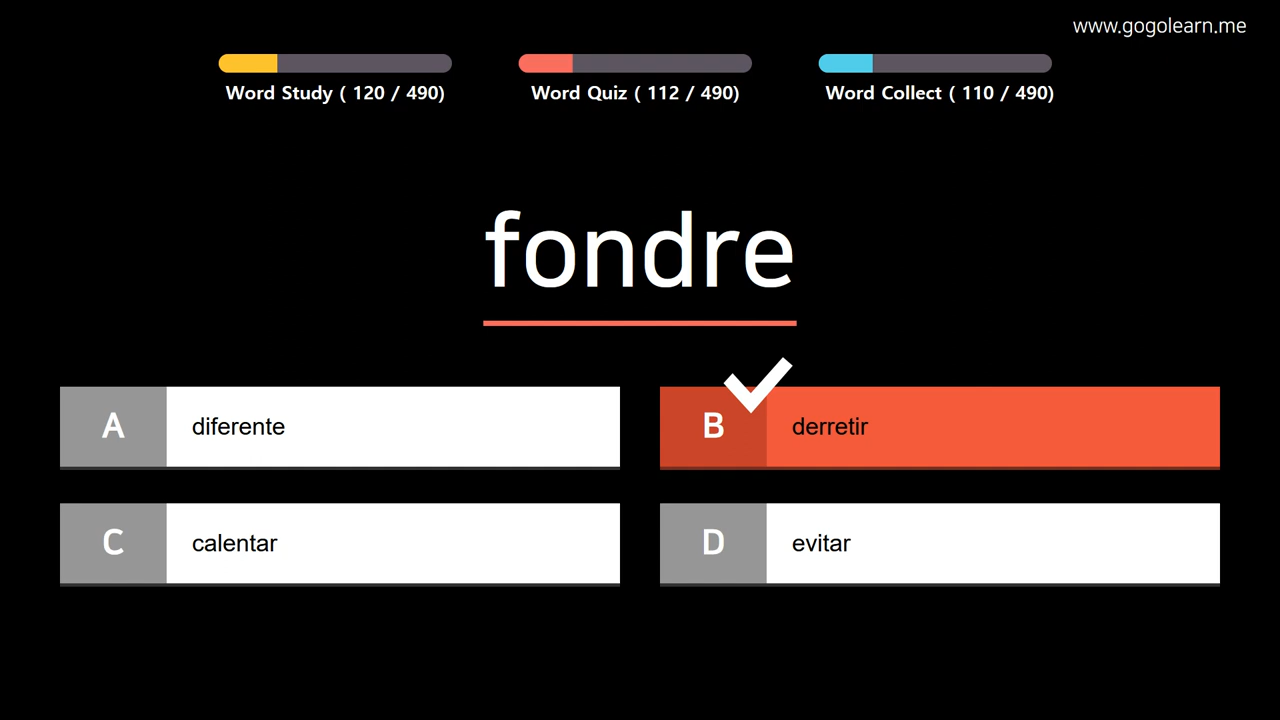 www.gogolearn.me
Word Study ( 120 / 490)
Word Quiz ( 112 / 490)
Word Collect ( 110 / 490)
fondre
A diferente
B derretir
C calentar
D evitar